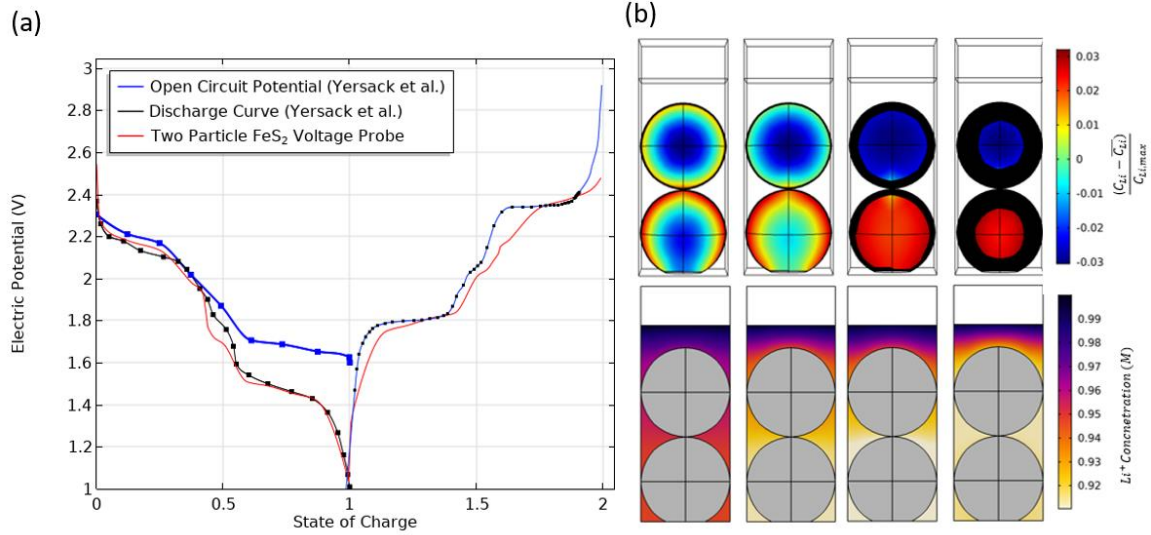 (a)
3
2.8
2.6
2.4
2.2
2
1.8
1.6
1.4
1.2
1
Electric Potential (V)
Open Circuit Potential (Yersack et al.)
Discharge Curve (Yersack et al.)
Two Particle FeS₂ Voltage Probe
0 0.5 1 1.5 2
State of Charge
(b)
0.03
0.02
0.01
0
-0.01
-0.02
-0.03
(C_Li − C̅_Li)
C_Li,max
0.99
0.98
0.97
0.96
0.95
0.94
0.93
0.92
Li⁺ Concnetration (M)